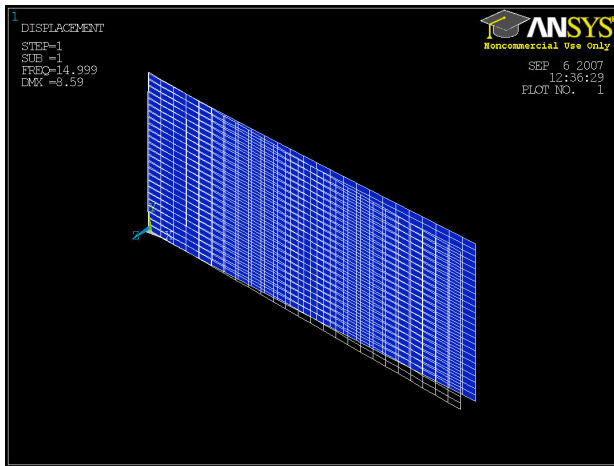 1
DISPLACEMENT
STEP=1
SUB =1
FREQ=14.999
DMX =8.59
ANSYS
Noncommercial Use Only
SEP 6 2007
12:36:29
PLOT NO. 1
Z